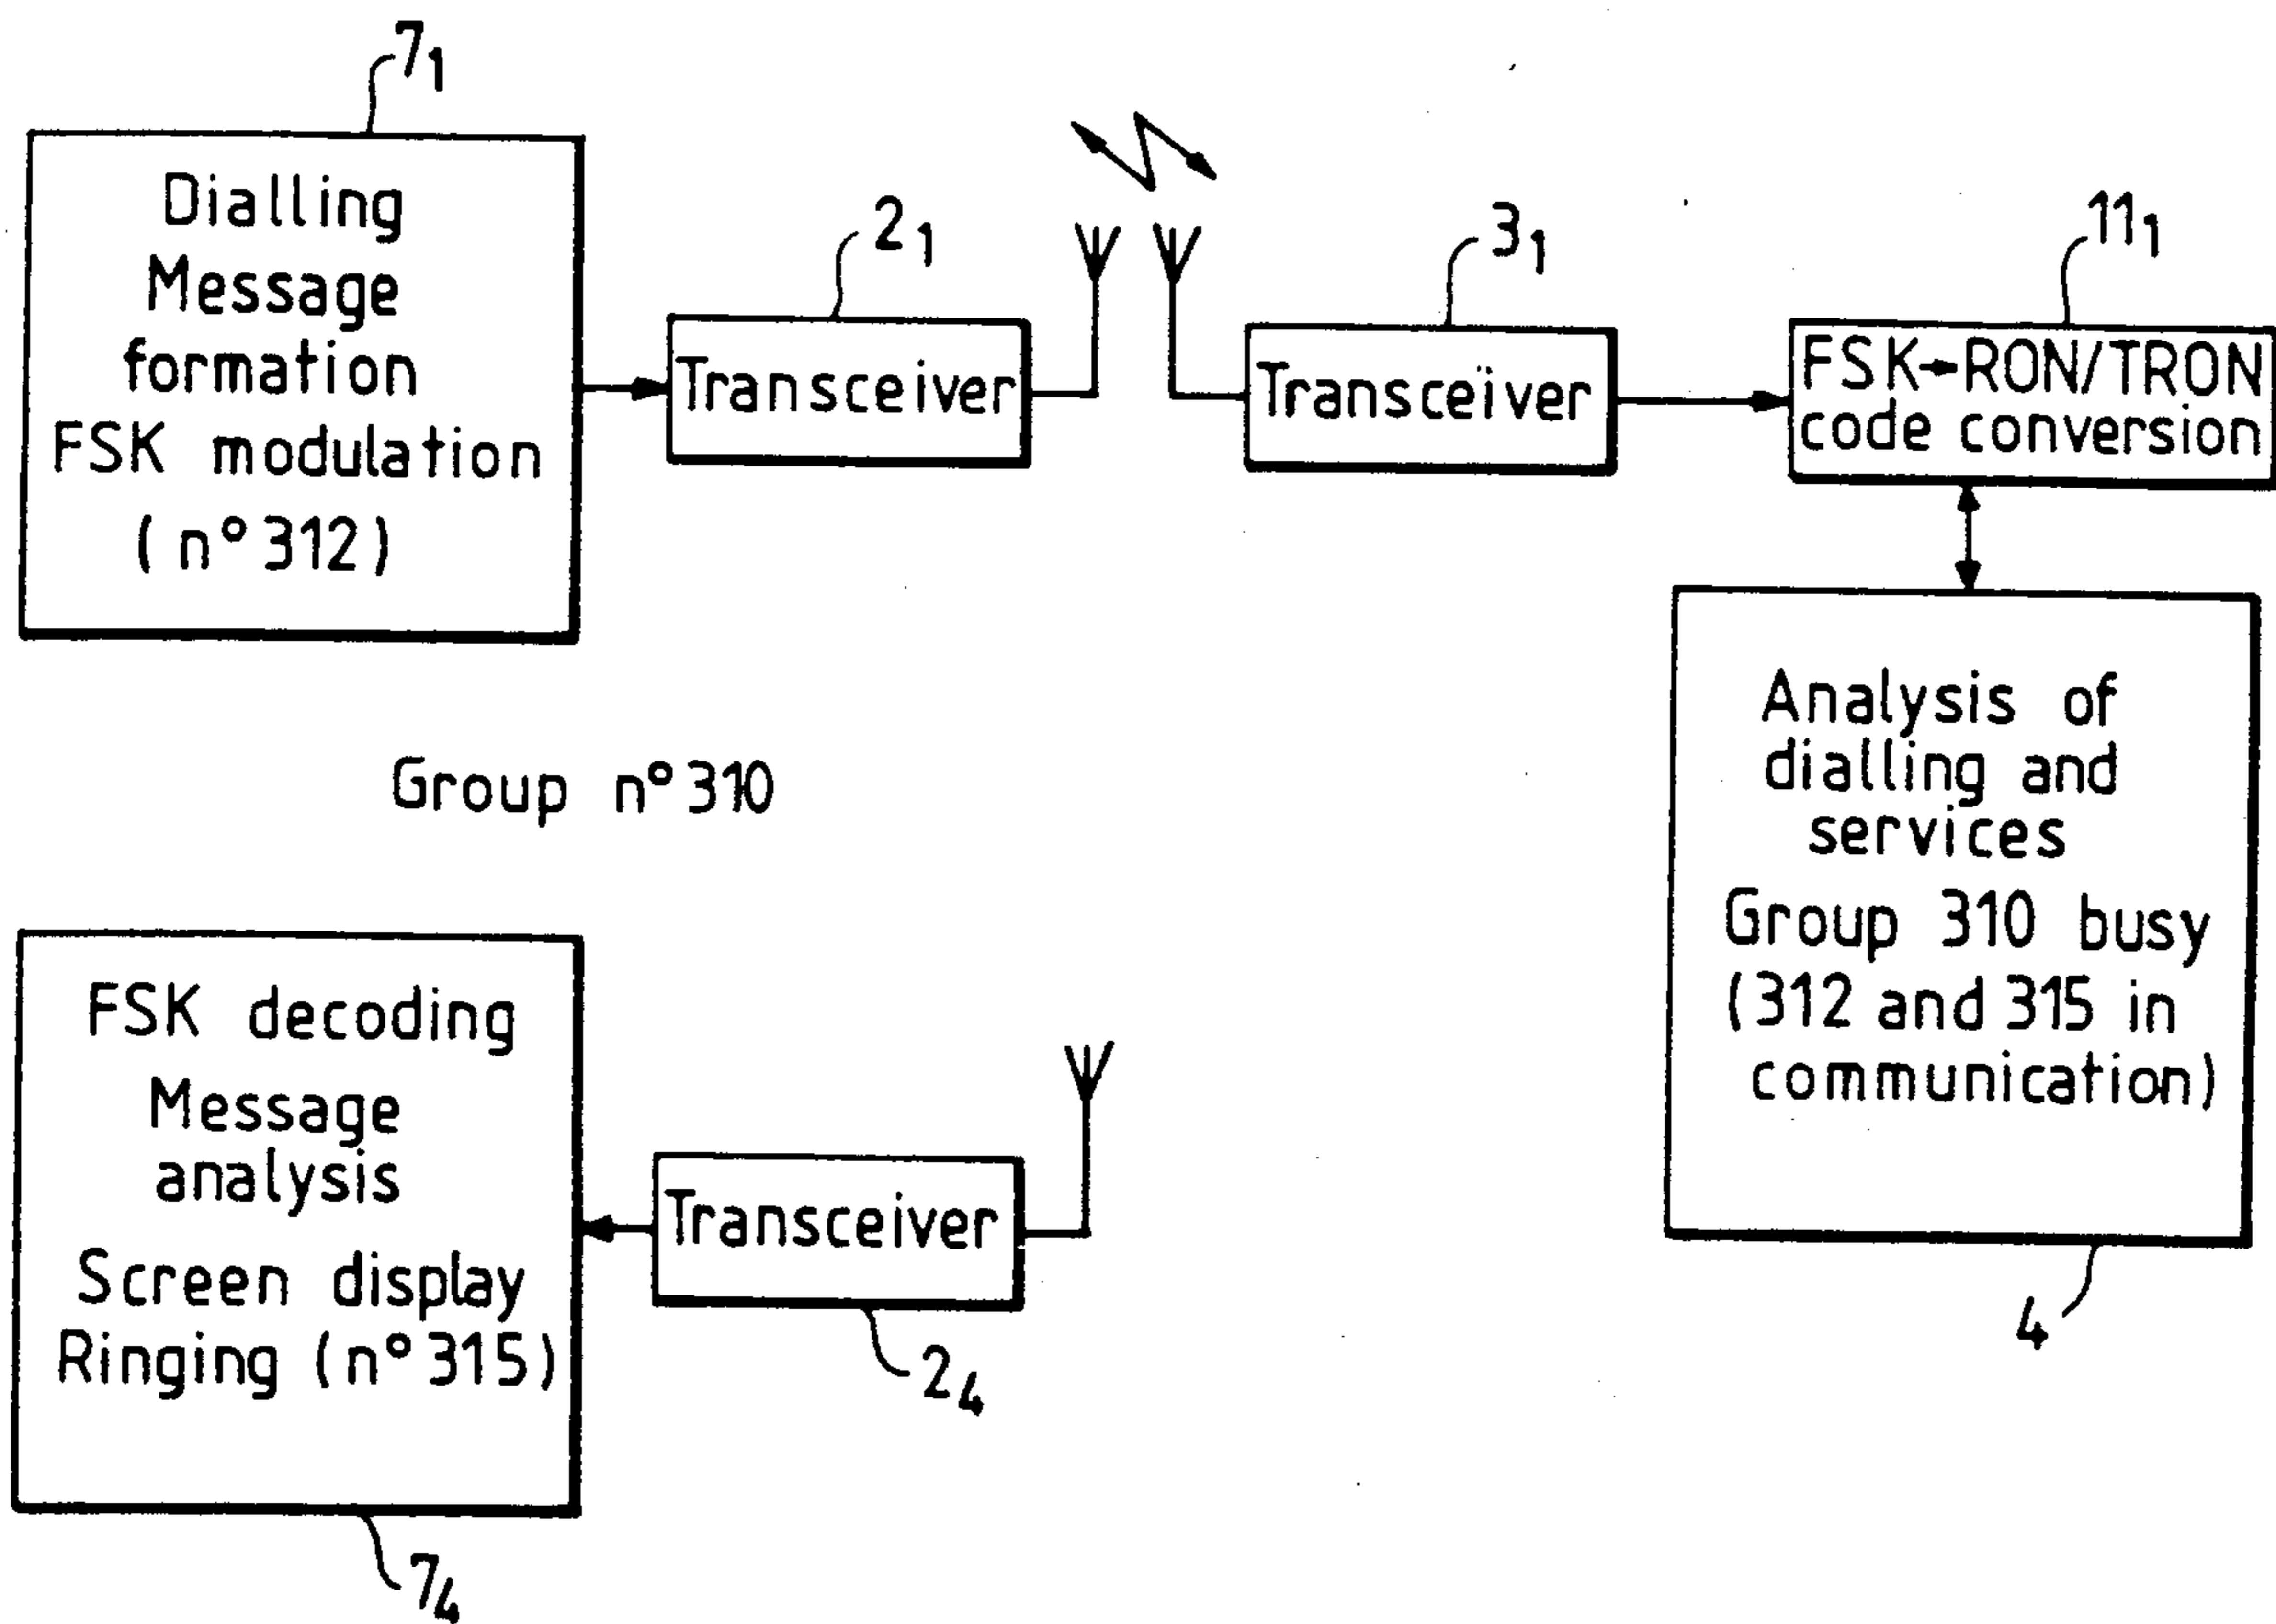 7₁
Dialling
Message
formation
FSK modulation
(n°312)
2₁
Transceiver
3₁
Transceiver
11₁
FSK→RON/TRON
code conversion
Analysis of
dialling and
services
Group 310 busy
(312 and 315 in
communication)
4
Group n°310
FSK decoding
Message
analysis
Screen display
Ringing (n°315)
7₄
Transceiver
2₄